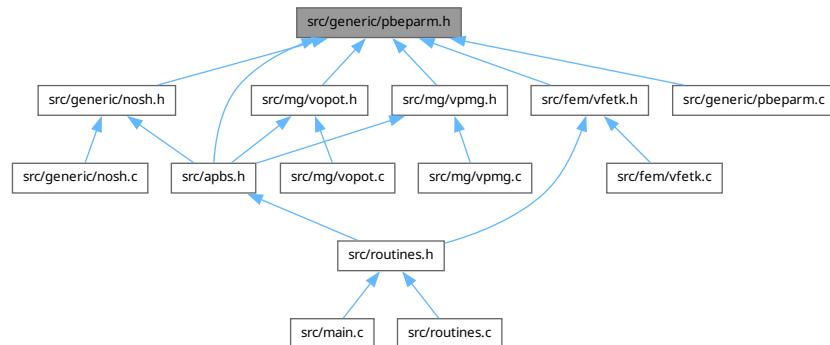 src/generic/pbeparm.h
src/generic/nosh.h
src/mg/vopot.h
src/mg/vpmg.h
src/fem/vfetk.h
src/generic/pbeparm.c
src/generic/nosh.c
src/apbs.h
src/mg/vopot.c
src/mg/vpmg.c
src/fem/vfetk.c
src/routines.h
src/main.c
src/routines.c